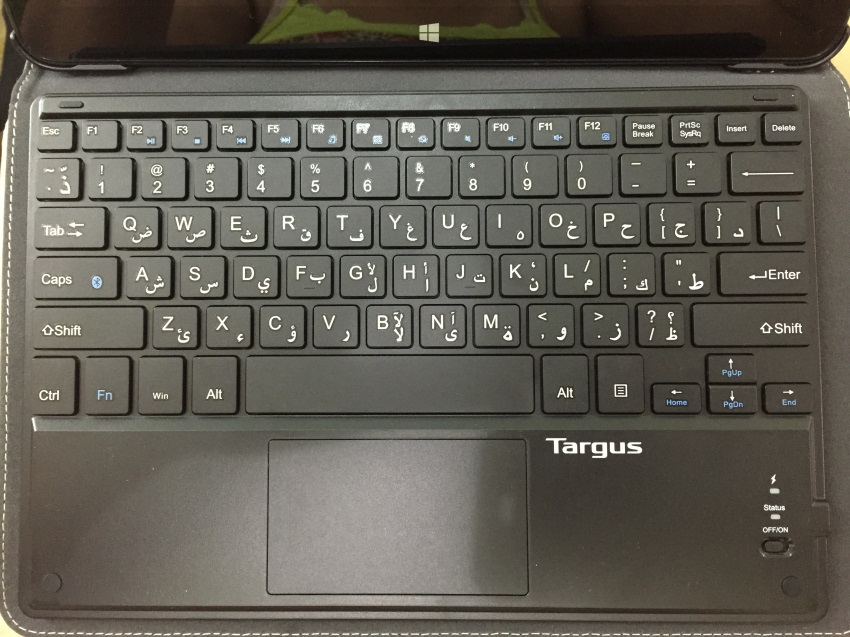 Esc F1 F2 F3 F4 F5 F6 F7 F8 F9 F10 F11 F12 Pause Break PrtSc SysRq Insert Delete
~ ّ ذ ! 1 @ 2 # 3 $ 4 % 5 ^ 6 & 7 * 8 ( 9 ) 0 _ - + =
Tab Q ض W ص E ث R ق T ف Y غ U ع I ه O خ P ح { [ ج } ] د | \
Caps A ش S س D ي F ب G لأ ل H أ ا J ت K ن L / م : ; ك " ' ط Enter
Shift Z ئ X ء C ؤ V ر B لآ لا N آ ى M ة < , و > . ز ? / ؟ ظ Shift
Ctrl Fn Win Alt Alt Home PgUp PgDn End
Targus
Status
OFF/ON